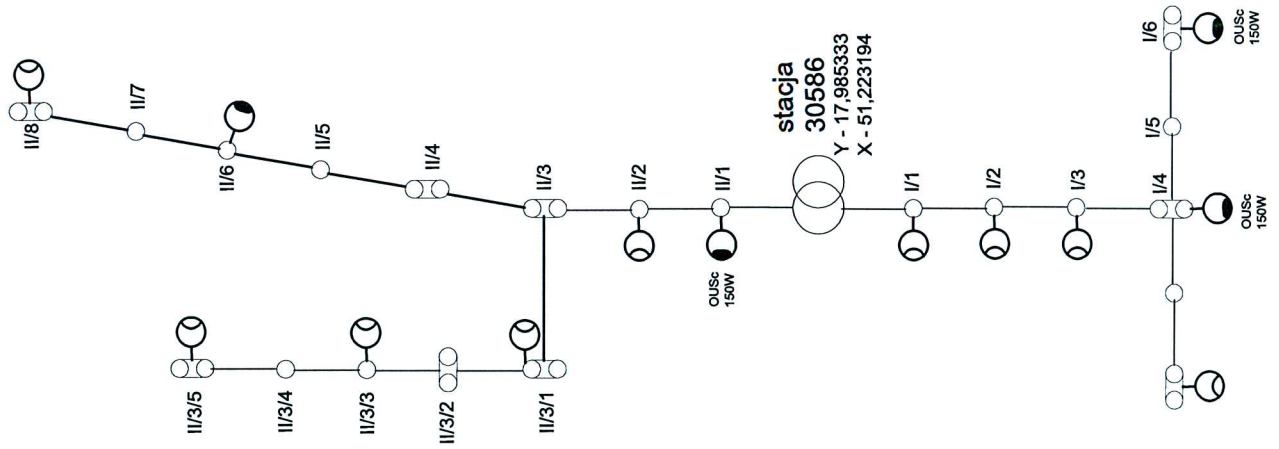 II/8
II/7
II/6
II/5
II/4
II/3
II/2
II/1
OUSc
150W
II/3/5
II/3/4
II/3/3
II/3/2
II/3/1
stacja
30586
Y - 17,985333
X - 51,223194
I/1
I/2
I/3
I/4
OUSc
150W
I/5
I/6
OUSc
150W